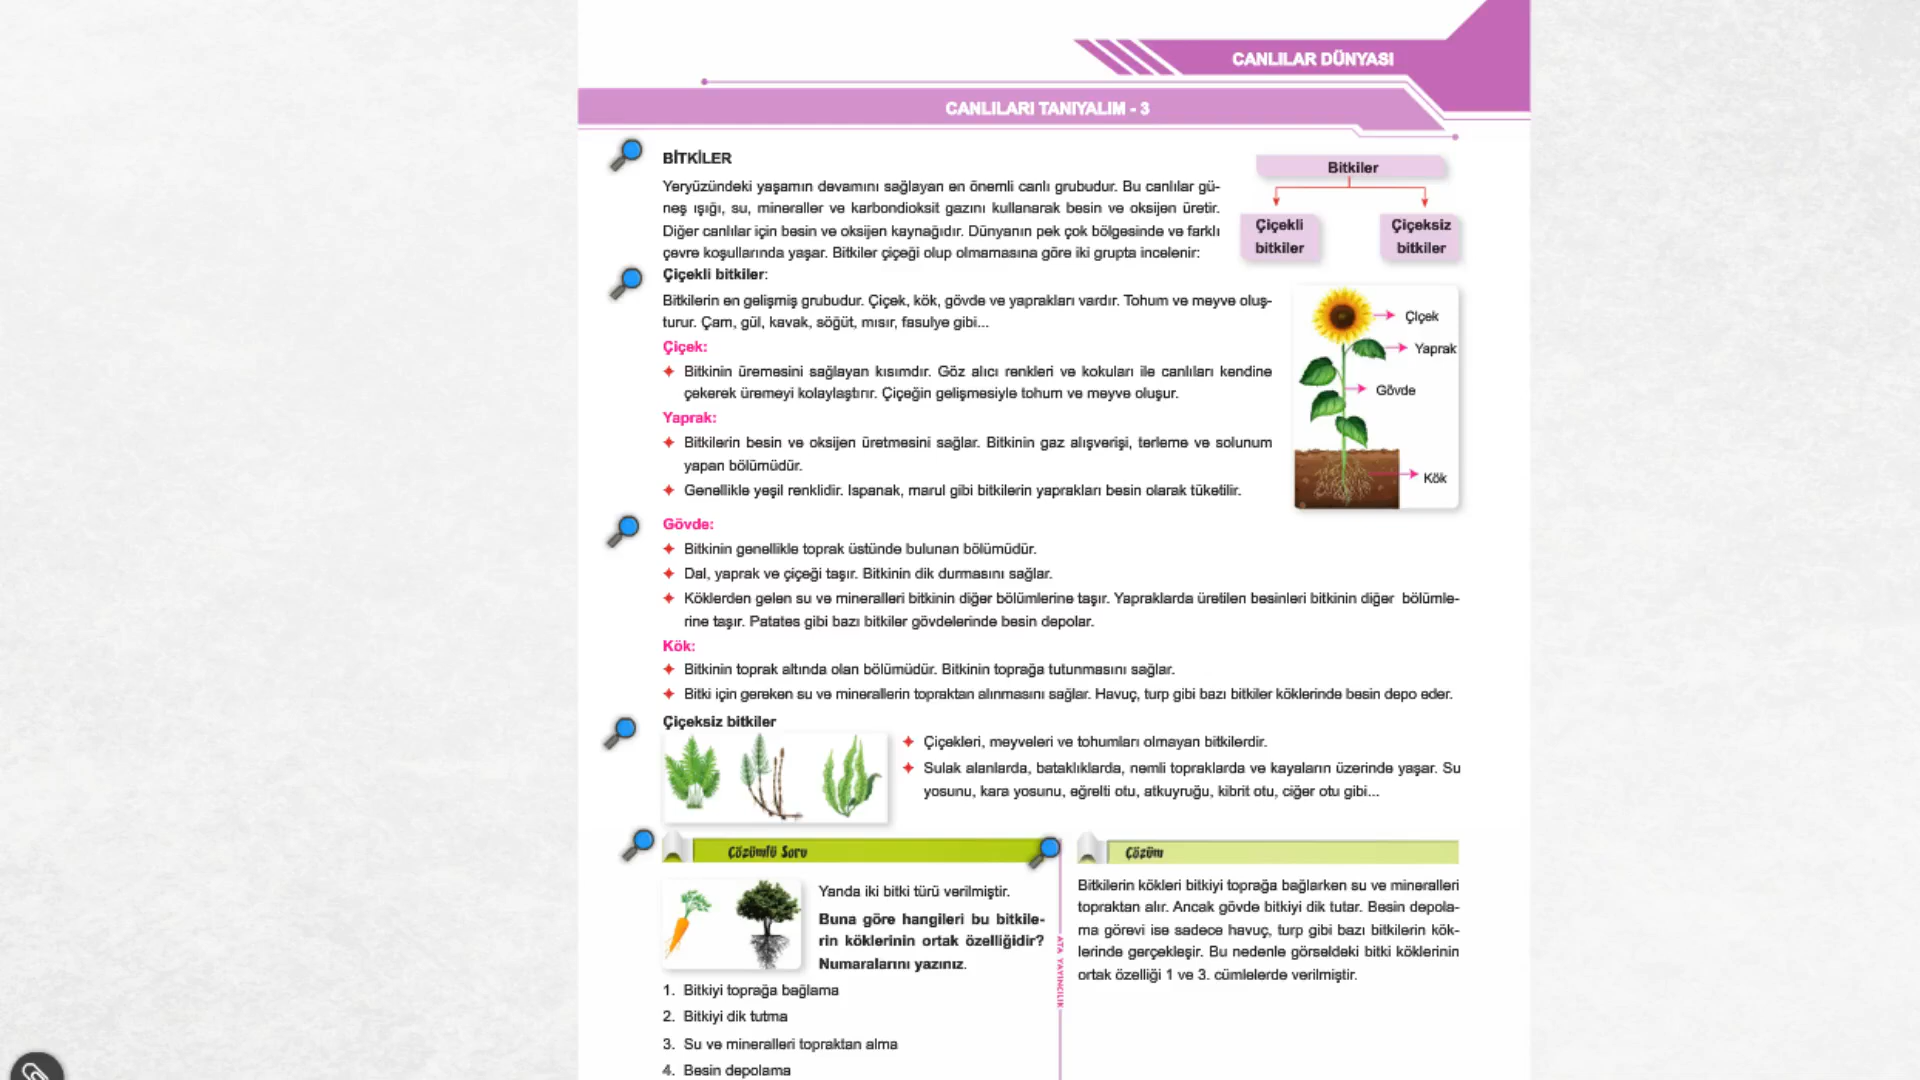 CANLILAR DÜNYASI
CANLILARI TANIYALIM - 3
BİTKİLER
Yeryüzündeki yaşamın devamını sağlayan en önemli canlı grubudur. Bu canlılar gü-
neş ışığı, su, mineraller ve karbondioksit gazını kullanarak besin ve oksijen üretir.
Diğer canlılar için besin ve oksijen kaynağıdır. Dünyanın pek çok bölgesinde ve farklı
çevre koşullarında yaşar. Bitkiler çiçeği olup olmamasına göre iki grupta incelenir:
Bitkiler
Çiçekli
bitkiler
Çiçeksiz
bitkiler
Çiçekli bitkiler:
Bitkilerin en gelişmiş grubudur. Çiçek, kök, gövde ve yaprakları vardır. Tohum ve meyve oluş-
turur. Çam, gül, kavak, söğüt, mısır, fasulye gibi...
Çiçek:
Bitkinin üremesini sağlayan kısımdır. Göz alıcı renkleri ve kokuları ile canlıları kendine
çekerek üremeyi kolaylaştırır. Çiçeğin gelişmesiyle tohum ve meyve oluşur.
Yaprak:
Bitkilerin besin ve oksijen üretmesini sağlar. Bitkinin gaz alışverişi, terleme ve solunum
yapan bölümüdür.
Genellikle yeşil renklidir. Ispanak, marul gibi bitkilerin yaprakları besin olarak tüketilir.
Çiçek
Yaprak
Gövde
Kök
Gövde:
Bitkinin genellikle toprak üstünde bulunan bölümüdür.
Dal, yaprak ve çiçeği taşır. Bitkinin dik durmasını sağlar.
Köklerden gelen su ve mineralleri bitkinin diğer bölümlerine taşır. Yapraklarda üretilen besinleri bitkinin diğer bölümle-
rine taşır. Patates gibi bazı bitkiler gövdelerinde besin depolar.
Kök:
Bitkinin toprak altında olan bölümüdür. Bitkinin toprağa tutunmasını sağlar.
Bitki için gereken su ve minerallerin topraktan alınmasını sağlar. Havuç, turp gibi bazı bitkiler köklerinde besin depo eder.
Çiçeksiz bitkiler
Çiçekleri, meyveleri ve tohumları olmayan bitkilerdir.
Sulak alanlarda, bataklıklarda, nemli topraklarda ve kayaların üzerinde yaşar. Su
yosunu, kara yosunu, eğrelti otu, atkuyruğu, kibrit otu, ciğer otu gibi...
Çözümlü Soru
Yanda iki bitki türü verilmiştir.
Buna göre hangileri bu bitkile-
rin köklerinin ortak özelliğidir?
Numaralarını yazınız.
1. Bitkiyi toprağa bağlama
2. Bitkiyi dik tutma
3. Su ve mineralleri topraktan alma
4. Besin depolama
ATA YAYINCILIK
Çözüm
Bitkilerin kökleri bitkiyi toprağa bağlarken su ve mineralleri
topraktan alır. Ancak gövde bitkiyi dik tutar. Besin depola-
ma görevi ise sadece havuç, turp gibi bazı bitkilerin kök-
lerinde gerçekleşir. Bu nedenle görseldeki bitki köklerinin
ortak özelliği 1 ve 3. cümlelerde verilmiştir.